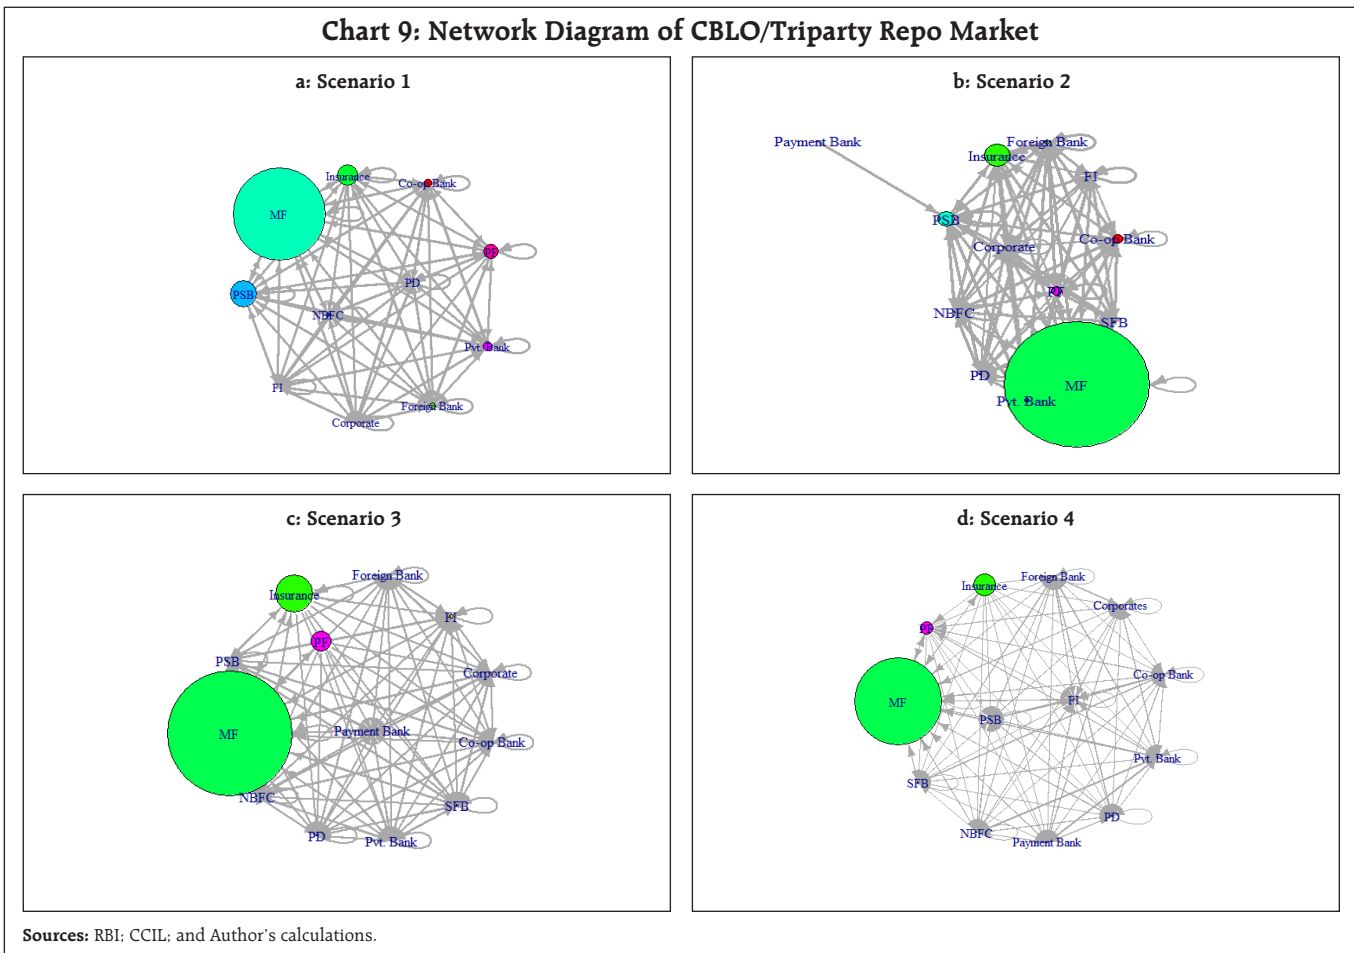 Chart 9: Network Diagram of CBLO/Triparty Repo Market
a: Scenario 1
Insurance
Co-op Bank
MF
PF
PD
PSB
NBFC
Pvt. Bank
FI
Foreign Bank
Corporate
b: Scenario 2
Payment Bank
Foreign Bank
Insurance
FI
PSB
Co-op Bank
Corporate
PF
NBFC
SFB
PD
MF
Pvt. Bank
c: Scenario 3
Foreign Bank
Insurance
FI
PF
PSB
Corporate
MF
Payment Bank
Co-op Bank
NBFC
SFB
PD
Pvt. Bank
d: Scenario 4
Foreign Bank
Insurance
Corporates
PF
Co-op Bank
MF
FI
PSB
Pvt. Bank
SFB
PD
NBFC
Payment Bank
Sources: RBI; CCIL; and Author's calculations.